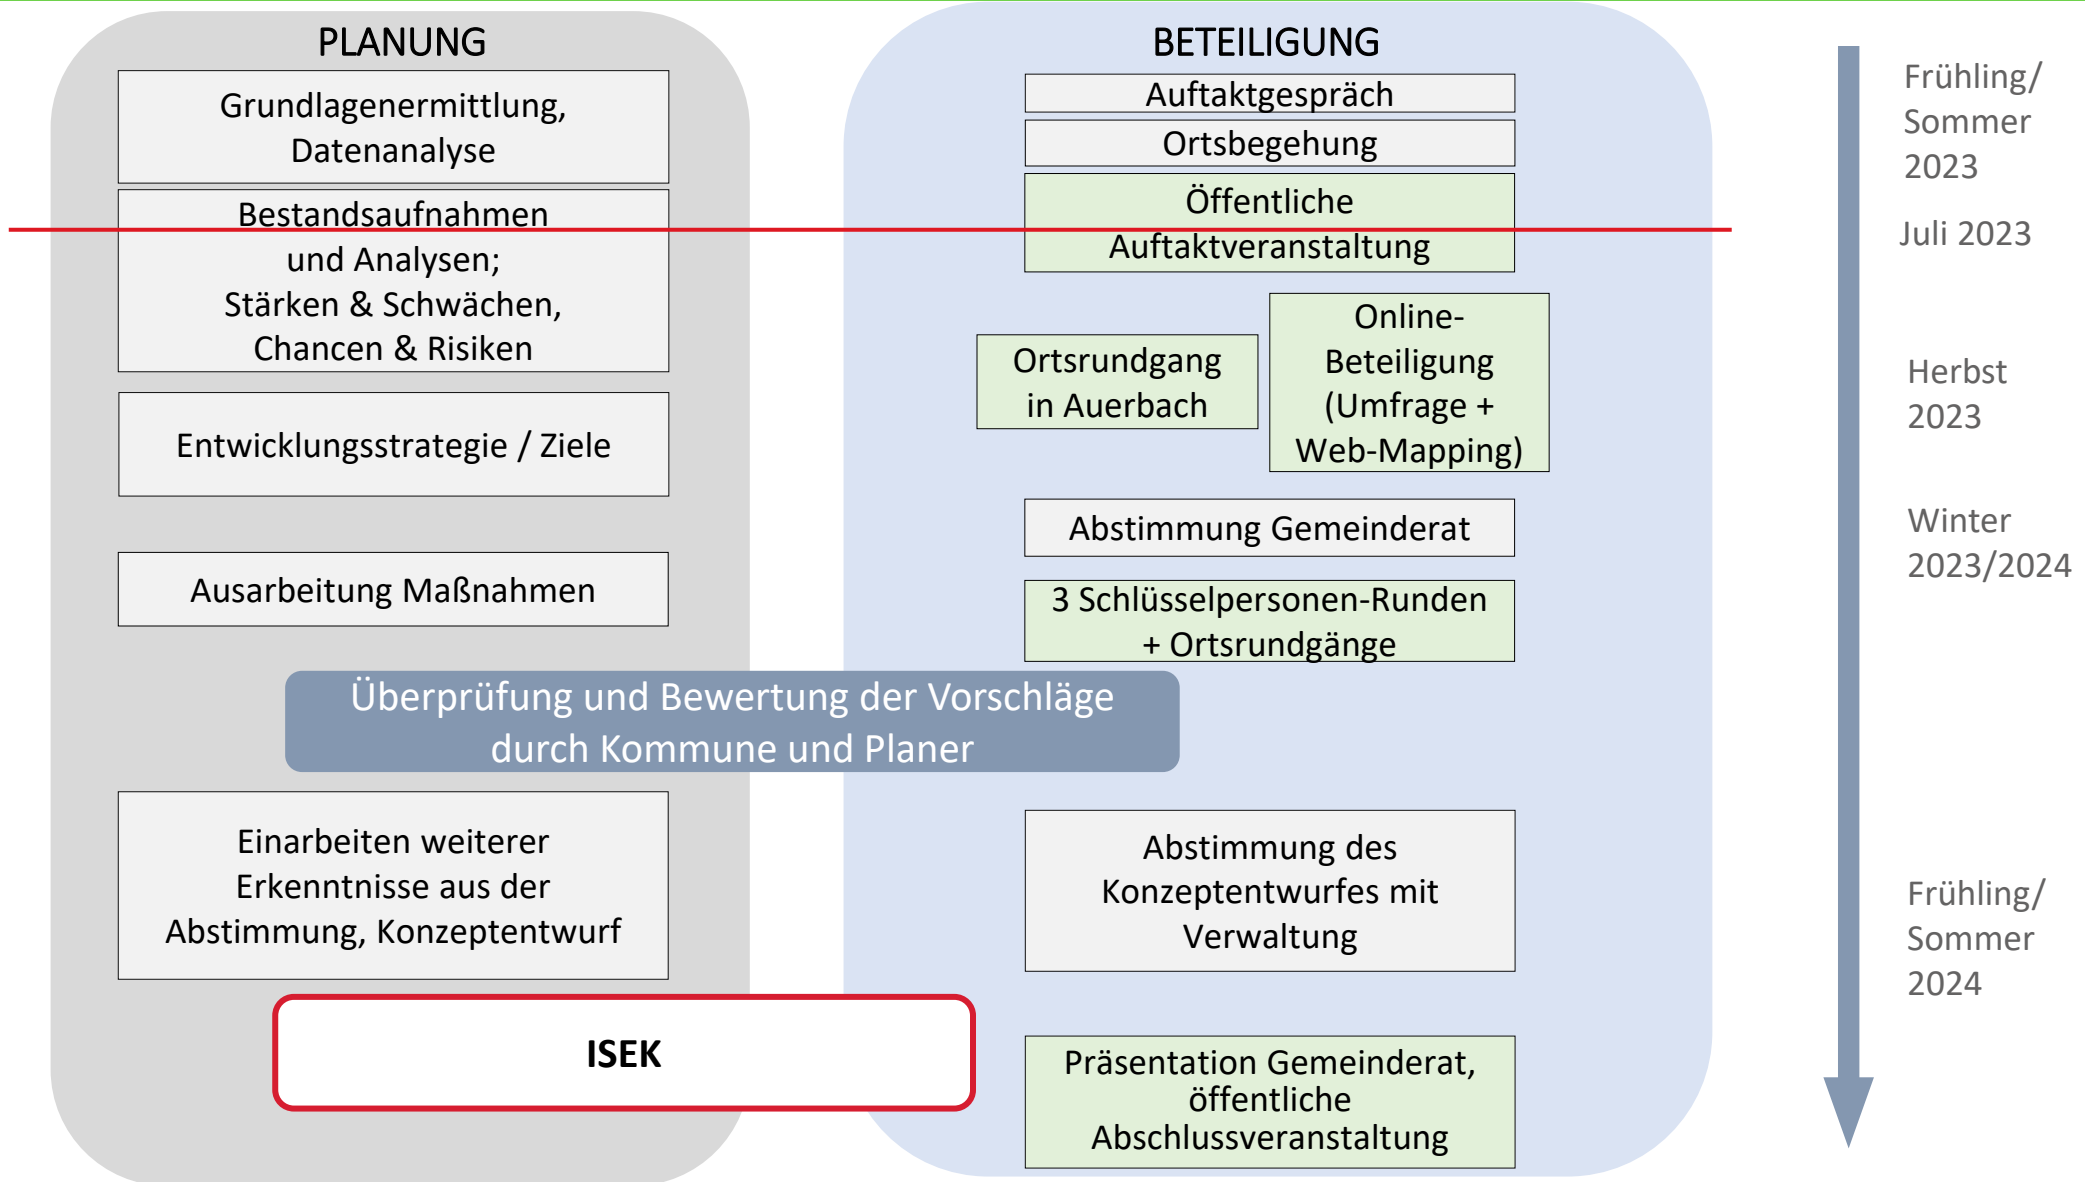 PLANUNG
Grundlagenermittlung,
Datenanalyse
Bestandsaufnahmen
und Analysen;
Stärken & Schwächen,
Chancen & Risiken
Entwicklungsstrategie / Ziele
Ausarbeitung Maßnahmen
Überprüfung und Bewertung der Vorschläge
durch Kommune und Planer
Einarbeiten weiterer
Erkenntnisse aus der
Abstimmung, Konzeptentwurf
ISEK
BETEILIGUNG
Auftaktgespräch
Ortsbegehung
Öffentliche
Auftaktveranstaltung
Ortsrundgang
in Auerbach
Online-
Beteiligung
(Umfrage +
Web-Mapping)
Abstimmung Gemeinderat
3 Schlüsselpersonen-Runden
+ Ortsrundgänge
Abstimmung des
Konzeptentwurfes mit
Verwaltung
Präsentation Gemeinderat,
öffentliche
Abschlussveranstaltung
Frühling/
Sommer
2023
Juli 2023
Herbst
2023
Winter
2023/2024
Frühling/
Sommer
2024